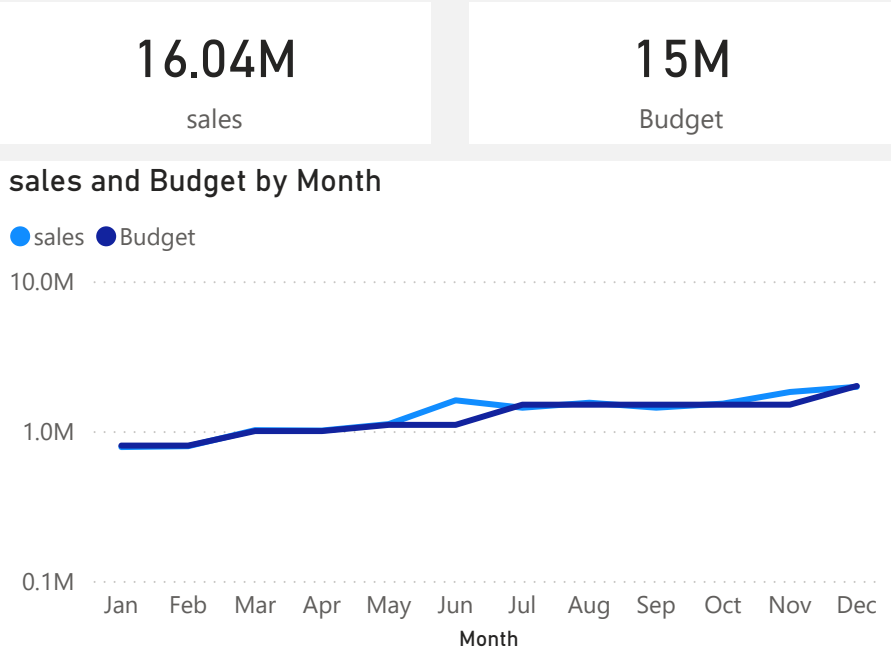 16.04M
sales
15M
Budget
sales and Budget by Month
sales Budget
10.0M
1.0M
0.1M
Jan Feb Mar Apr May Jun Jul Aug Sep Oct Nov Dec
Month